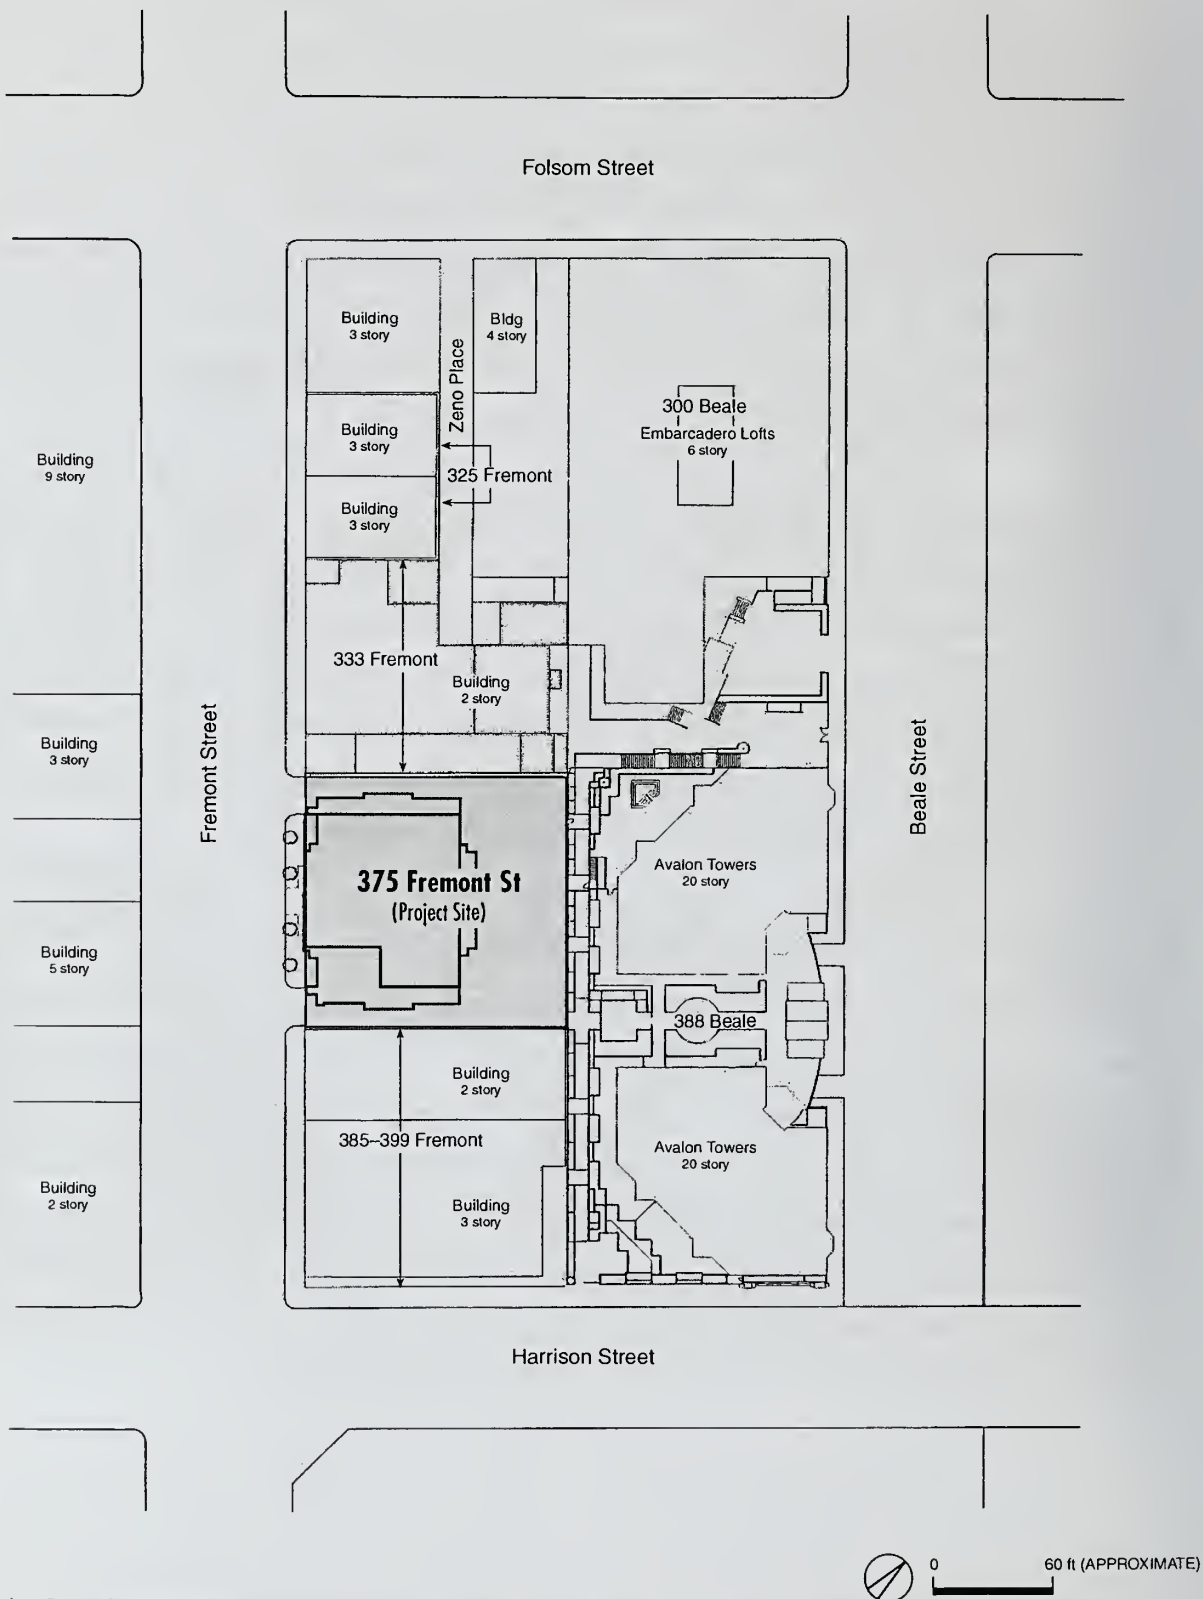 Folsom Street
Building
3 story
Bldg
4 story
Zeno Place
Building
3 story
300 Beale
Embarcadero Lofts
6 story
Building
9 story
325 Fremont
Building
3 story
333 Fremont
Building
2 story
Building
3 story
Fremont Street
Beale Street
375 Fremont St
(Project Site)
Avalon Towers
20 story
Building
5 story
388 Beale
Building
2 story
385–399 Fremont
Avalon Towers
20 story
Building
2 story
Building
3 story
Harrison Street
0 60 ft (APPROXIMATE)